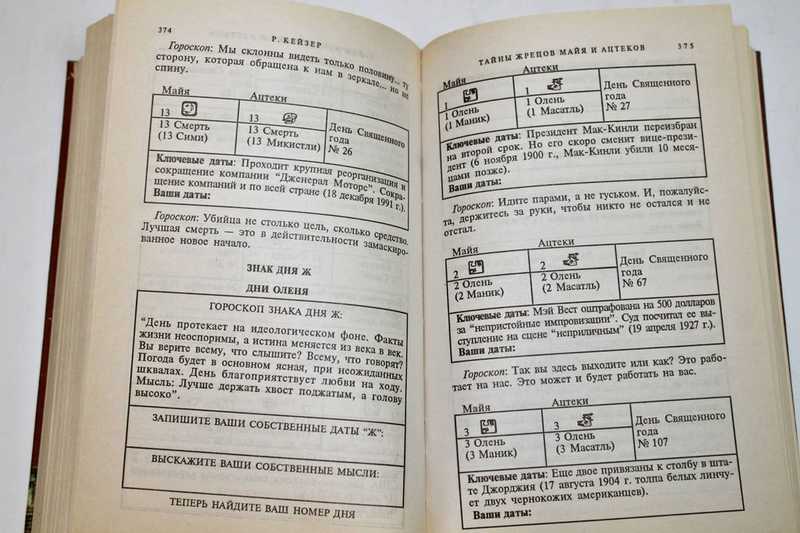 374
Р. КЕЙЗЕР
Гороскоп: Мы склонны видеть только половину... ту
сторону, которая обращена к нам в зеркале... но не
спину.
Майя
Ацтеки
13
13
13 Смерть
(13 Сими)
13 Смерть
(13 Микистли)
День Священного
года
№ 26
Ключевые даты: Проходит крупная реорганизация и
сокращение компании "Дженерал Моторс". Сокра-
щение компаний и по всей стране (18 декабря 1991 г.).
Ваши даты:
Гороскоп: Убийца не столько цель, сколько средство.
Лучшая смерть — это в действительности замаскиро-
ванное новое начало.
ЗНАК ДНЯ Ж
ДНИ ОЛЕНЯ
ГОРОСКОП ЗНАКА ДНЯ Ж:
"День протекает на идеологическом фоне. Факты
жизни неоспоримы, а истина меняется из века в век.
Вы верите всему, что слышите? Всему, что говорят?
Погода будет в основном ясная, при неожиданных
шквалах. День благоприятствует любви на ходу.
Мысль: Лучше держать хвост поджатым, а голову
высоко".
ЗАПИШИТЕ ВАШИ СОБСТВЕННЫЕ ДАТЫ "Ж":
ВЫСКАЖИТЕ ВАШИ СОБСТВЕННЫЕ МЫСЛИ:
ТЕПЕРЬ НАЙДИТЕ ВАШ НОМЕР ДНЯ
ТАЙНЫ ЖРЕЦОВ МАЙЯ И АЦТЕКОВ
375
Майя
Ацтеки
1
1
1 Олень
(1 Маник)
1 Олень
(1 Масатль)
День Священного
года
№ 27
Ключевые даты: Президент Мак-Кинли переизбран
на второй срок. Но его скоро сменит вице-прези-
дент (6 ноября 1900 г., Мак-Кинли убили 10 меся-
цами позже).
Ваши даты:
Гороскоп: Идите парами, а не гуськом. И, пожалуйс-
та, держитесь за руки, чтобы никто не остался и не
отстал.
Майя
Ацтеки
2
2
2 Олень
(2 Маник)
2 Олень
(2 Масатль)
День Священного
года
№ 67
Ключевые даты: Мэй Вест оштрафована на 500 долларов
за "непристойные импровизации". Суд посчитал ее вы-
ступление на сцене "неприличным" (19 апреля 1927 г.).
Ваши даты:
Гороскоп: Так вы здесь выходите или как? Это рабо-
тает на нас. Это может и будет работать на вас.
Майя
Ацтеки
3
3
3 Олень
(3 Маник)
3 Олень
(3 Масатль)
День Священного
года
№ 107
Ключевые даты: Еще двое привязаны к столбу в шта-
те Джорджия (17 августа 1904 г. толпа белых линчу-
ет двух чернокожих американцев).
Ваши даты: